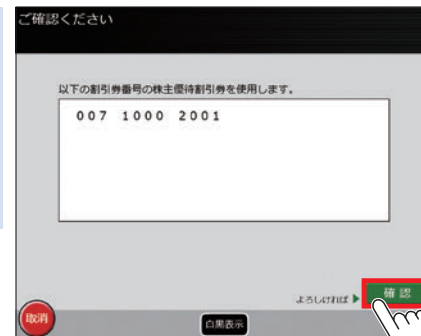 ご確認ください
以下の割引券番号の株主優待割引券を使用します。
007 1000 2001
よろしければ ▶ 確 認
取消
白黒表示